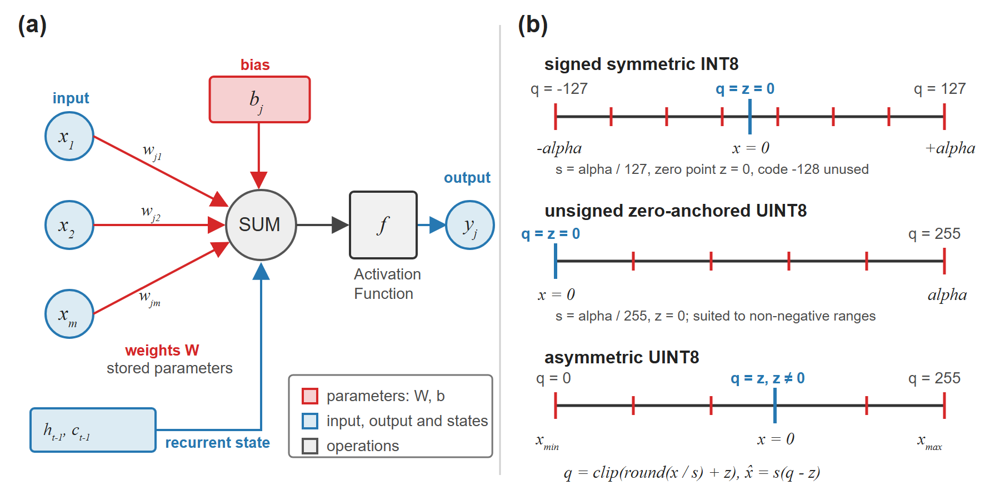 (a)
bias
b_j
input
x_1
w_j1
x_2
w_j2
x_m
w_jm
SUM
f
Activation
Function
output
y_j
weights W
stored parameters
h_t-1, c_t-1
recurrent state
parameters: W, b
input, output and states
operations
(b)
signed symmetric INT8
q = -127
q = z = 0
q = 127
-alpha
x = 0
+alpha
s = alpha / 127, zero point z = 0, code -128 unused
unsigned zero-anchored UINT8
q = z = 0
q = 255
x = 0
alpha
s = alpha / 255, z = 0; suited to non-negative ranges
asymmetric UINT8
q = 0
q = z, z ≠ 0
q = 255
x_min
x = 0
x_max
q = clip(round(x / s) + z), x̂ = s(q - z)